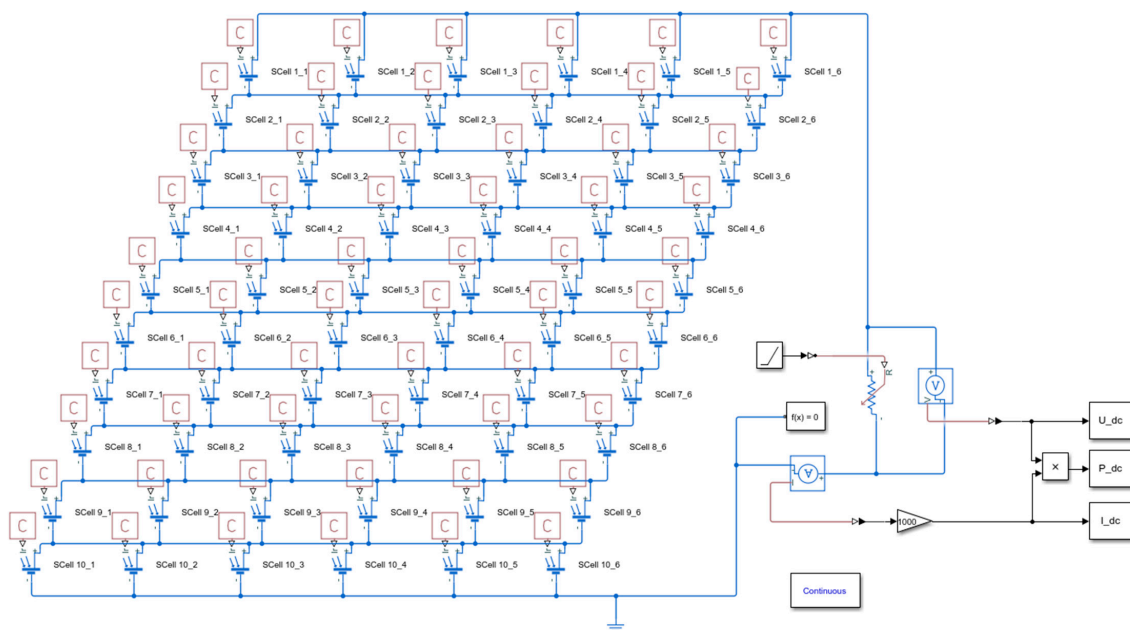 C C C C C C
SCell 1_1 SCell 1_2 SCell 1_3 SCell 1_4 SCell 1_5 SCell 1_6
C C C C C C
SCell 2_1 SCell 2_2 SCell 2_3 SCell 2_4 SCell 2_5 SCell 2_6
C C C C C C
SCell 3_1 SCell 3_2 SCell 3_3 SCell 3_4 SCell 3_5 SCell 3_6
C C C C C C
SCell 4_1 SCell 4_2 SCell 4_3 SCell 4_4 SCell 4_5 SCell 4_6
C C C C C C
SCell 5_1 SCell 5_2 SCell 5_3 SCell 5_4 SCell 5_5 SCell 5_6
C C C C C C
SCell 6_1 SCell 6_2 SCell 6_3 SCell 6_4 SCell 6_5 SCell 6_6
C C C C C C
SCell 7_1 SCell 7_2 SCell 7_3 SCell 7_4 SCell 7_5 SCell 7_6
C C C C C C
SCell 8_1 SCell 8_2 SCell 8_3 SCell 8_4 SCell 8_5 SCell 8_6
C C C C C C
SCell 9_1 SCell 9_2 SCell 9_3 SCell 9_4 SCell 9_5 SCell 9_6
C C C C C C
SCell 10_1 SCell 10_2 SCell 10_3 SCell 10_4 SCell 10_5 SCell 10_6
+
R
+
V
V
f(x) = 0
A
I
+
1000
×
U_dc
P_dc
I_dc
Continuous